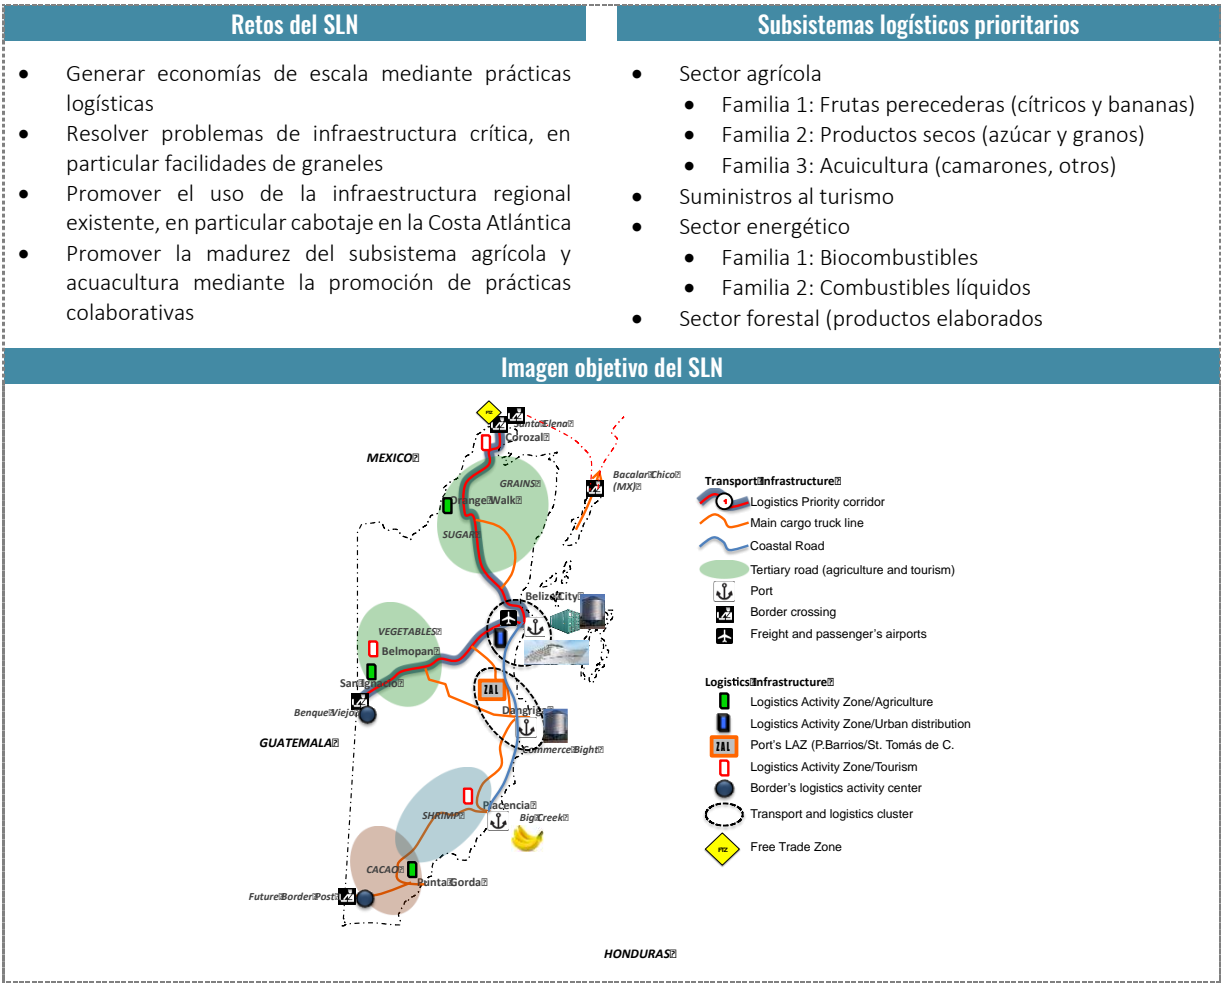 Retos del SLN
• Generar economías de escala mediante prácticas
logísticas
• Resolver problemas de infraestructura crítica, en
particular facilidades de graneles
• Promover el uso de la infraestructura regional
existente, en particular cabotaje en la Costa Atlántica
• Promover la madurez del subsistema agrícola y
acuacultura mediante la promoción de prácticas
colaborativas
Subsistemas logísticos prioritarios
• Sector agrícola
• Familia 1: Frutas perecederas (cítricos y bananas)
• Familia 2: Productos secos (azúcar y granos)
• Familia 3: Acuicultura (camarones, otros)
• Suministros al turismo
• Sector energético
• Familia 1: Biocombustibles
• Familia 2: Combustibles líquidos
• Sector forestal (productos elaborados
Imagen objetivo del SLN
FTZ
Santa Elena
Corozal
MEXICO
Bacalar Chico
(MX)
GRAINS
Orange Walk
SUGAR
Belize City
VEGETABLES
Belmopan
San Ignacio
ZAL
Benque Viejo
Dangriga
GUATEMALA
Commerce Bight
Placencia
SHRIMP
Big Creek
CACAO
Punta Gorda
Future Border Post
HONDURAS
Transport Infrastructure
Logistics Priority corridor
Main cargo truck line
Coastal Road
Tertiary road (agriculture and tourism)
Port
Border crossing
Freight and passenger's airports
Logistics Infrastructure
Logistics Activity Zone/Agriculture
Logistics Activity Zone/Urban distribution
ZAL Port's LAZ (P.Barrios/St. Tomás de C.
Logistics Activity Zone/Tourism
Border's logistics activity center
Transport and logistics cluster
FTZ Free Trade Zone